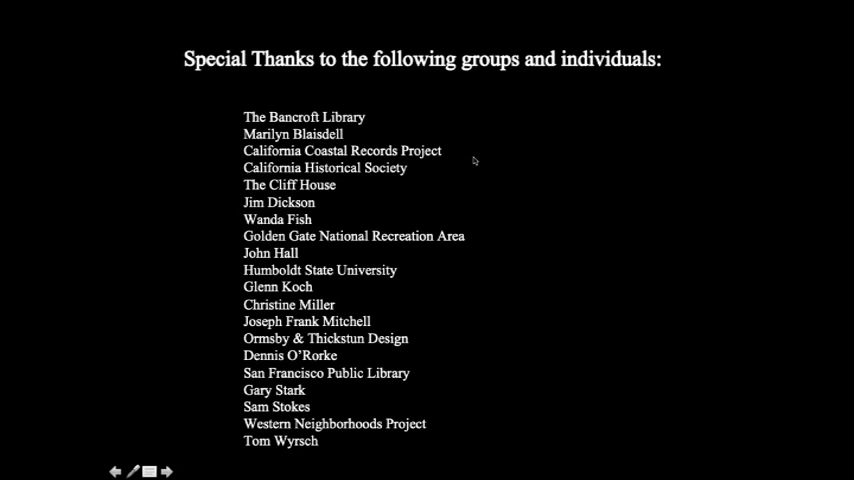 Special Thanks to the following groups and individuals:
The Bancroft Library
Marilyn Blaisdell
California Coastal Records Project
California Historical Society
The Cliff House
Jim Dickson
Wanda Fish
Golden Gate National Recreation Area
John Hall
Humboldt State University
Glenn Koch
Christine Miller
Joseph Frank Mitchell
Ormsby & Thickstun Design
Dennis O’Rorke
San Francisco Public Library
Gary Stark
Sam Stokes
Western Neighborhoods Project
Tom Wyrsch